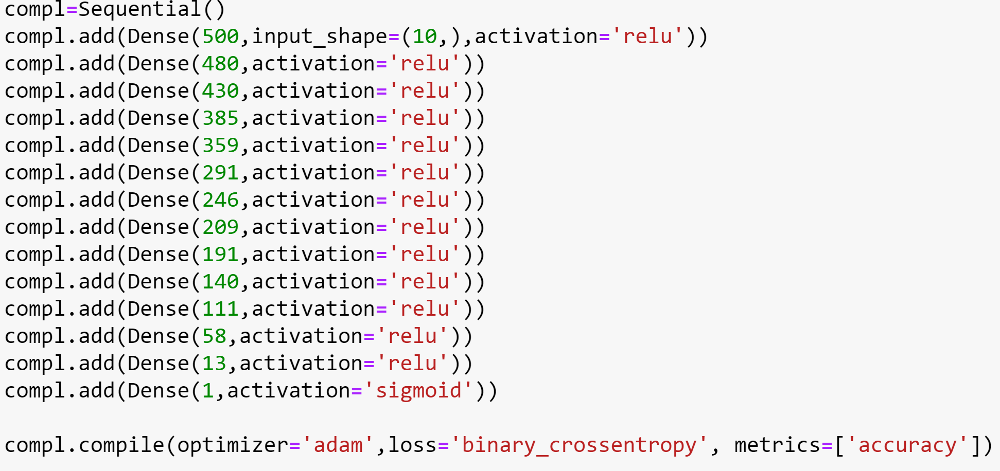 compl=Sequential()
compl.add(Dense(500,input_shape=(10,),activation='relu'))
compl.add(Dense(480,activation='relu'))
compl.add(Dense(430,activation='relu'))
compl.add(Dense(385,activation='relu'))
compl.add(Dense(359,activation='relu'))
compl.add(Dense(291,activation='relu'))
compl.add(Dense(246,activation='relu'))
compl.add(Dense(209,activation='relu'))
compl.add(Dense(191,activation='relu'))
compl.add(Dense(140,activation='relu'))
compl.add(Dense(111,activation='relu'))
compl.add(Dense(58,activation='relu'))
compl.add(Dense(13,activation='relu'))
compl.add(Dense(1,activation='sigmoid'))
compl.compile(optimizer='adam',loss='binary_crossentropy', metrics=['accuracy'])